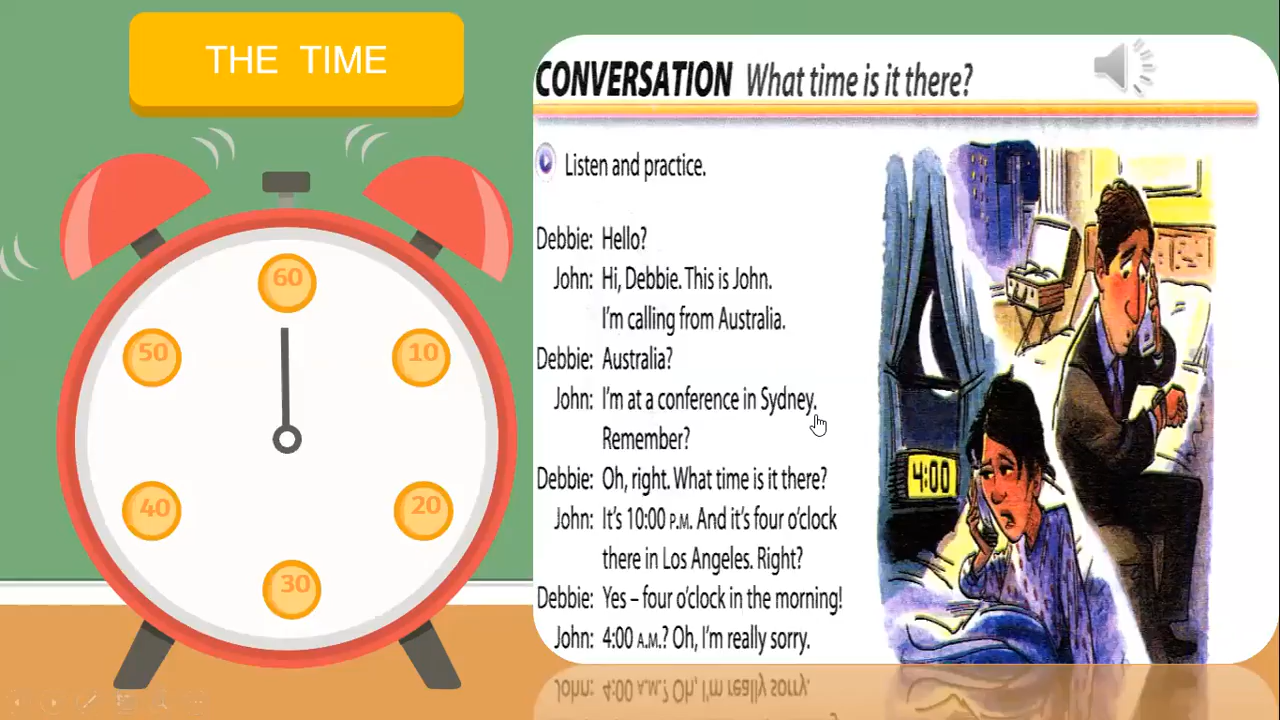 THE TIME
60
50
10
40
20
30
CONVERSATION What time is it there?
Listen and practice.
Debbie: Hello?
John: Hi, Debbie. This is John.
I'm calling from Australia.
Debbie: Australia?
John: I'm at a conference in Sydney.
Remember?
Debbie: Oh, right. What time is it there?
John: It's 10:00 P.M. And it's four o'clock
there in Los Angeles. Right?
Debbie: Yes – four o'clock in the morning!
John: 4:00 A.M.? Oh, I'm really sorry.
4:00